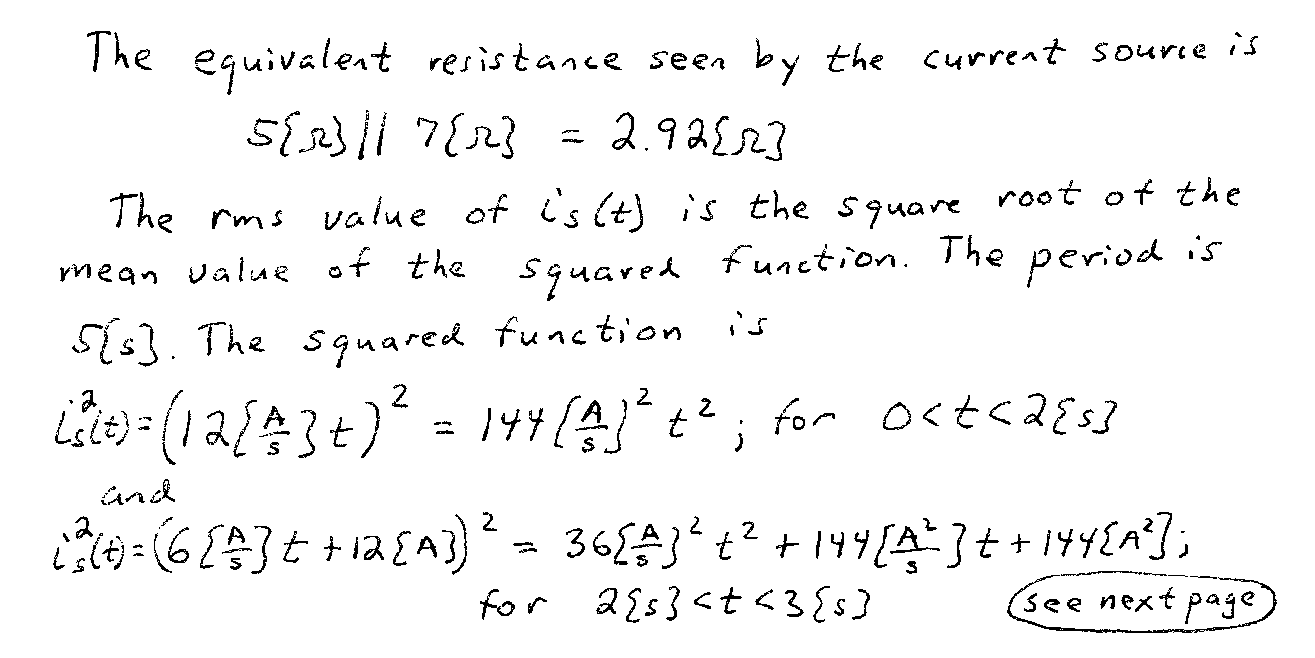 The equivalent resistance seen by the current source is
5{Ω}||7{Ω} = 2.92{Ω}
The rms value of is(t) is the square root of the
mean value of the squared function. The period is
5{s}. The squared function is
is²(t)=(12{A/s}t)² = 144{A/s}² t²; for 0<t<2{s}
and
is²(t)=(6{A/s}t+12{A})² = 36{A/s}² t² + 144{A²/s}t + 144{A²};
for 2{s}<t<3{s} see next page